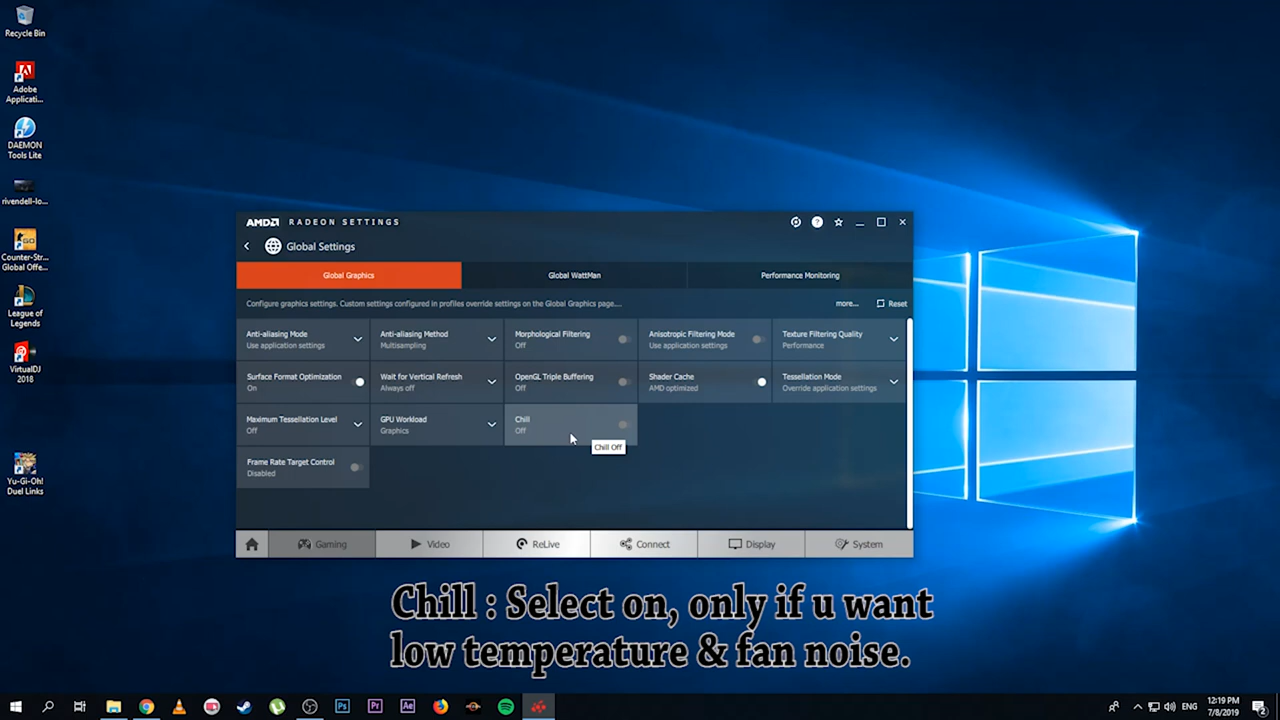 Recycle Bin
Adobe
Applicati...
DAEMON
Tools Lite
rivendell-lo...
Counter-Str...
Global Offe...
League of
Legends
VirtualDJ
2018
Yu-Gi-Oh!
Duel Links
AMD RADEON SETTINGS
Global Settings
Global Graphics Global WattMan Performance Monitoring
Configure graphics settings. Custom settings configured in profiles override settings on the Global Graphics page.... more... Reset
Anti-aliasing Mode
Use application settings
Anti-aliasing Method
Multisampling
Morphological Filtering
Off
Anisotropic Filtering Mode
Use application settings
Texture Filtering Quality
Performance
Surface Format Optimization
On
Wait for Vertical Refresh
Always off
OpenGL Triple Buffering
Off
Shader Cache
AMD optimized
Tessellation Mode
Override application settings
Maximum Tessellation Level
Off
GPU Workload
Graphics
Chill
Off
Chill Off
Frame Rate Target Control
Disabled
Gaming Video ReLive Connect Display System
Chill : Select on, only if u want
low temperature & fan noise.
Ps Pr Ae
ENG
12:19 PM
7/8/2019
2